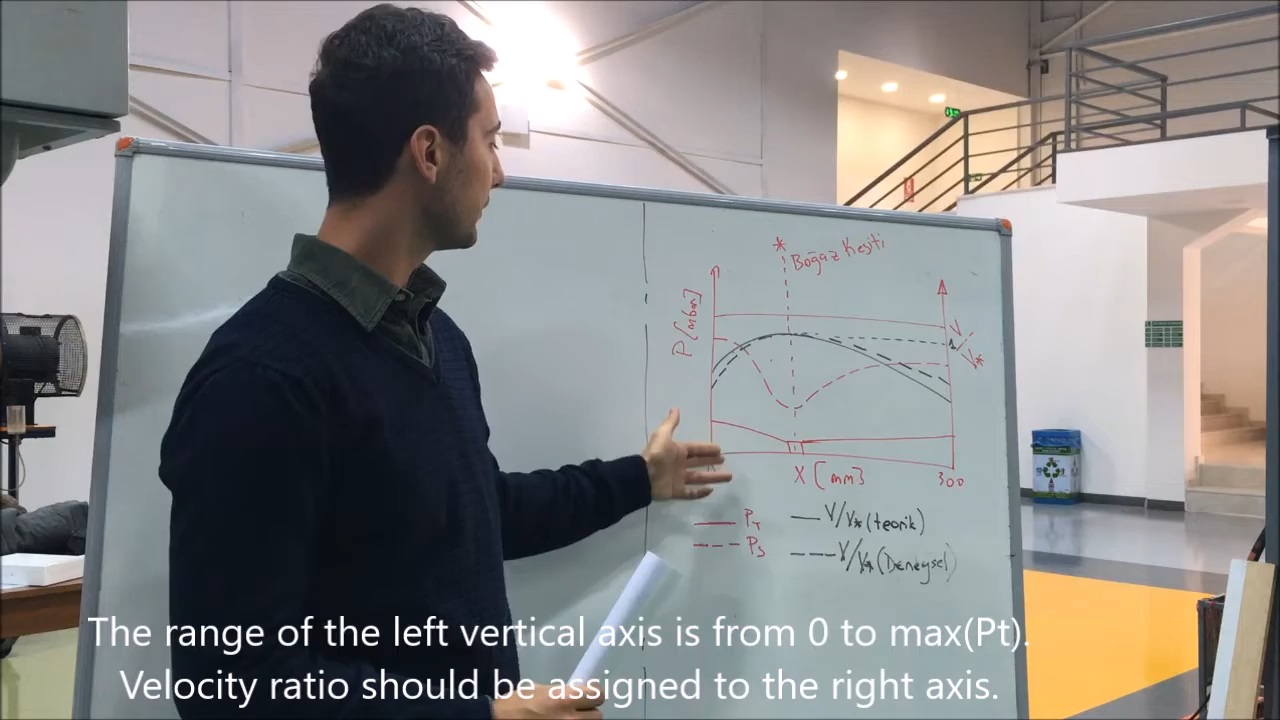 *
Boğaz Kesiti
P[mbar]
V/V*
1
X [mm]
300
PT
PS
V/V* (teorik)
V/V* (Deneysel)
The range of the left vertical axis is from 0 to max(Pt).
Velocity ratio should be assigned to the right axis.